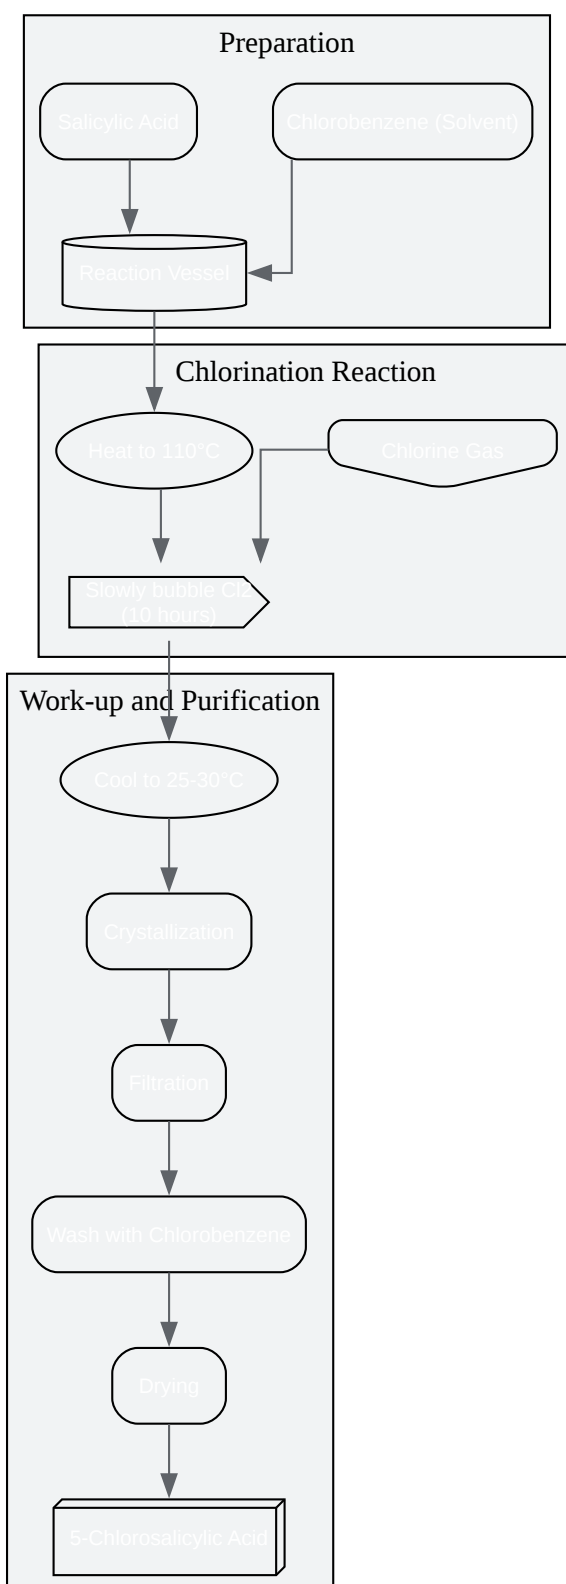 Preparation
Salicylic Acid
Chlorobenzene (Solvent)
Reaction Vessel
Chlorination Reaction
Heat to 110°C
Chlorine Gas
Slowly bubble Cl2
(10 hours)
Work-up and Purification
Cool to 25-30°C
Crystallization
Filtration
Wash with Chlorobenzene
Drying
5-Chlorosalicylic Acid